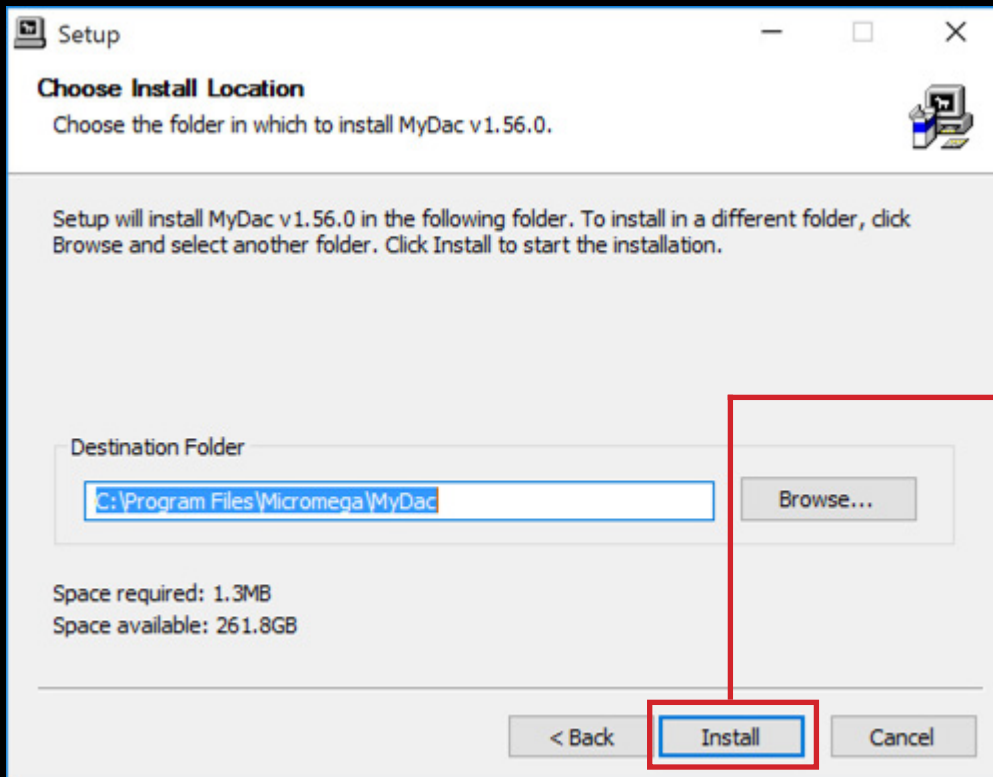 Setup
Choose Install Location
Choose the folder in which to install MyDac v1.56.0.
Setup will install MyDac v1.56.0 in the following folder. To install in a different folder, click
Browse and select another folder. Click Install to start the installation.
Destination Folder
C:\Program Files\Micromega\MyDac
Browse...
Space required: 1.3MB
Space available: 261.8GB
< Back
Install
Cancel